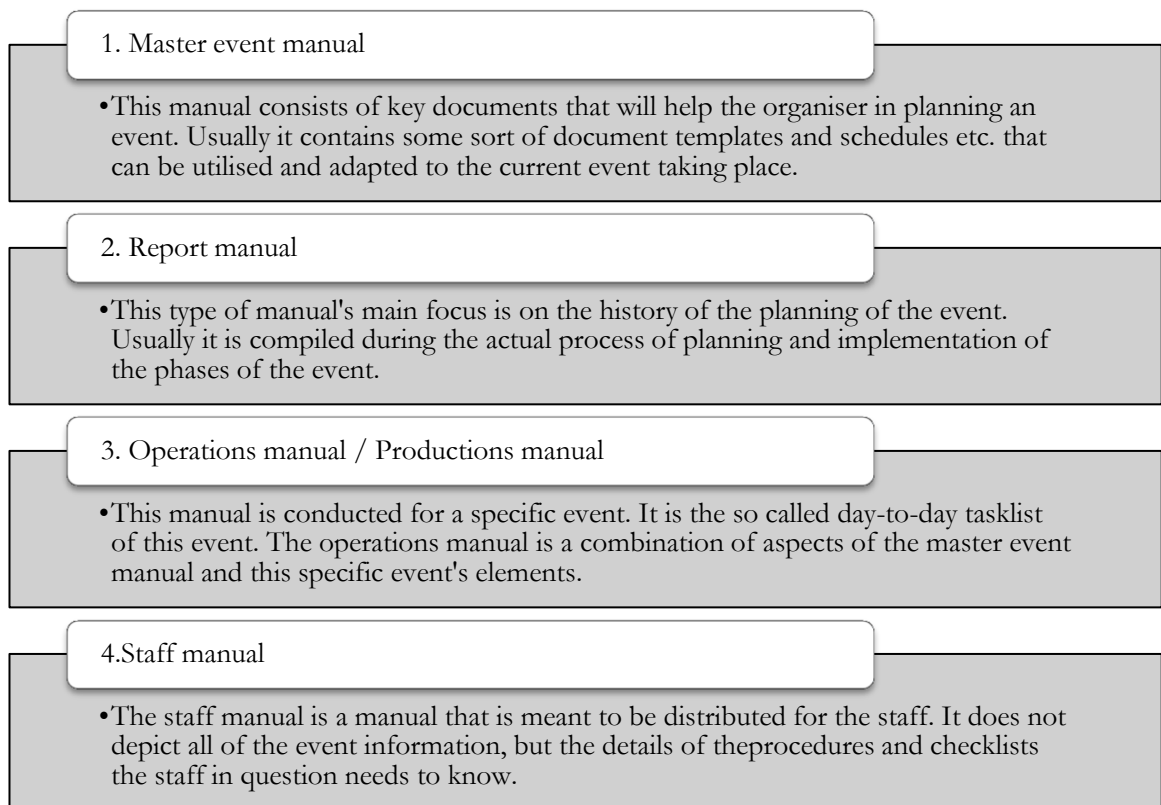 1. Master event manual
•This manual consists of key documents that will help the organiser in planning an
event. Usually it contains some sort of document templates and schedules etc. that
can be utilised and adapted to the current event taking place.
2. Report manual
•This type of manual's main focus is on the history of the planning of the event.
Usually it is compiled during the actual process of planning and implementation of
the phases of the event.
3. Operations manual / Productions manual
•This manual is conducted for a specific event. It is the so called day-to-day tasklist
of this event. The operations manual is a combination of aspects of the master event
manual and this specific event's elements.
4.Staff manual
•The staff manual is a manual that is meant to be distributed for the staff. It does not
depict all of the event information, but the details of theprocedures and checklists
the staff in question needs to know.